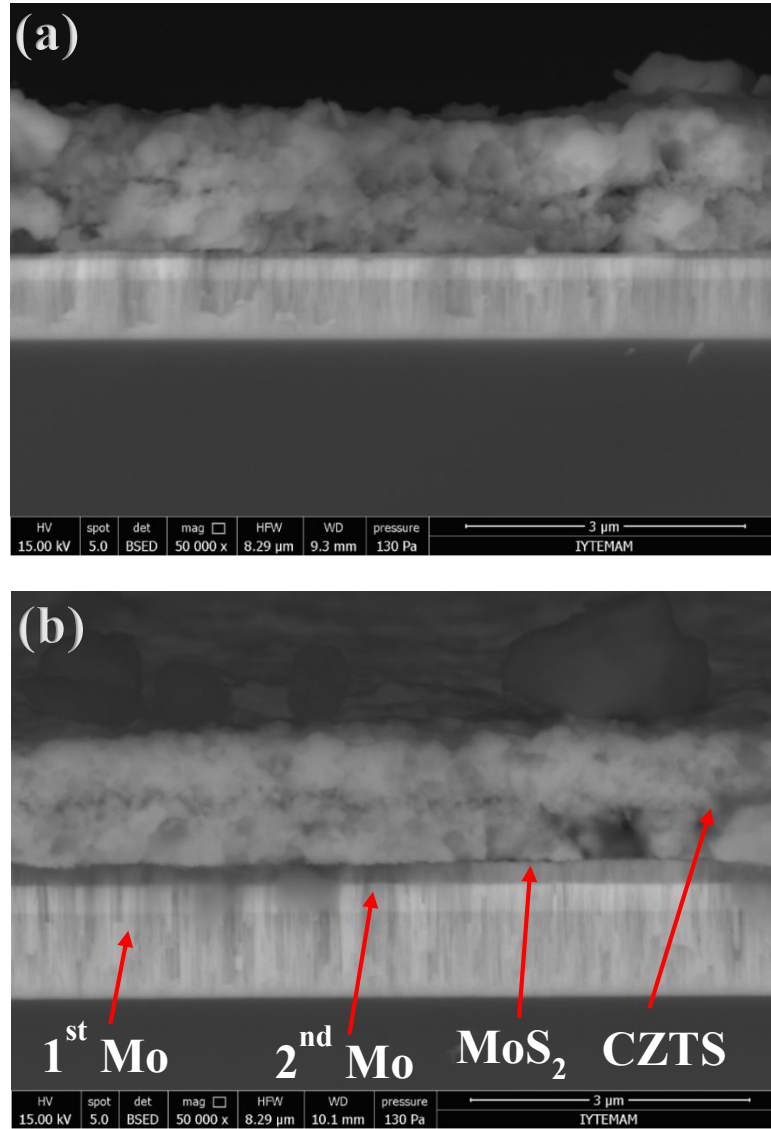 (a)
HV spot det mag HFW WD pressure 3 µm
15.00 kV 5.0 BSED 50 000 x 8.29 µm 9.3 mm 130 Pa IYTEMAM
(b)
1st Mo 2nd Mo MoS2 CZTS
HV spot det mag HFW WD pressure 3 µm
15.00 kV 5.0 BSED 50 000 x 8.29 µm 10.1 mm 130 Pa IYTEMAM